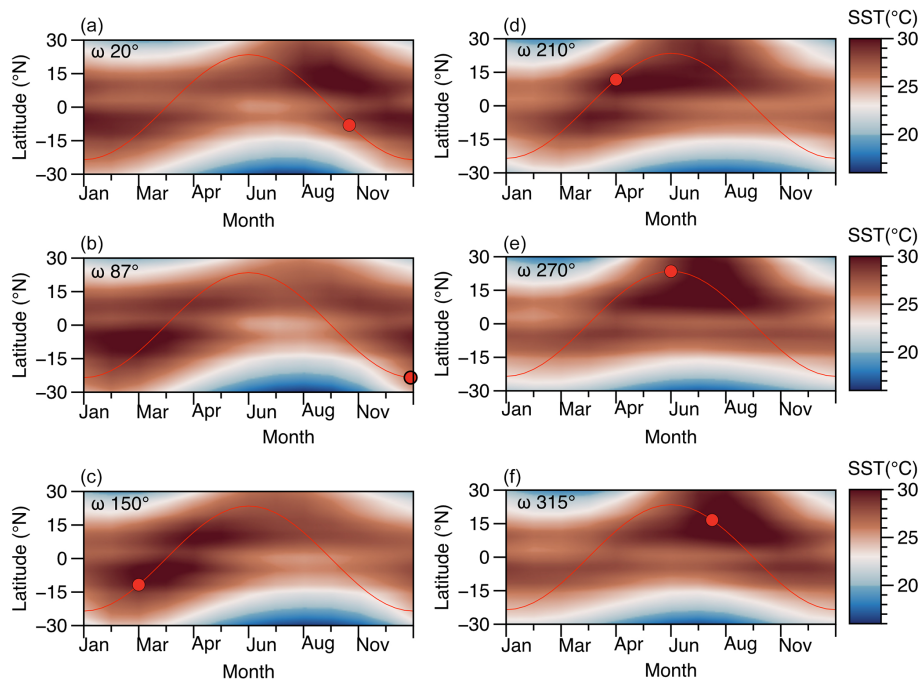 (a)
ω 20°
30
15
0
−15
−30
Latitude (°N)
Jan Mar Apr Jun Aug Nov
Month
(d)
ω 210°
30
15
0
−15
−30
Latitude (°N)
Jan Mar Apr Jun Aug Nov
Month
SST(°C)
30
25
20
(b)
ω 87°
30
15
0
−15
−30
Latitude (°N)
Jan Mar Apr Jun Aug Nov
Month
(e)
ω 270°
30
15
0
−15
−30
Latitude (°N)
Jan Mar Apr Jun Aug Nov
Month
SST(°C)
30
25
20
(c)
ω 150°
30
15
0
−15
−30
Latitude (°N)
Jan Mar Apr Jun Aug Nov
Month
(f)
ω 315°
30
15
0
−15
−30
Latitude (°N)
Jan Mar Apr Jun Aug Nov
Month
SST(°C)
30
25
20